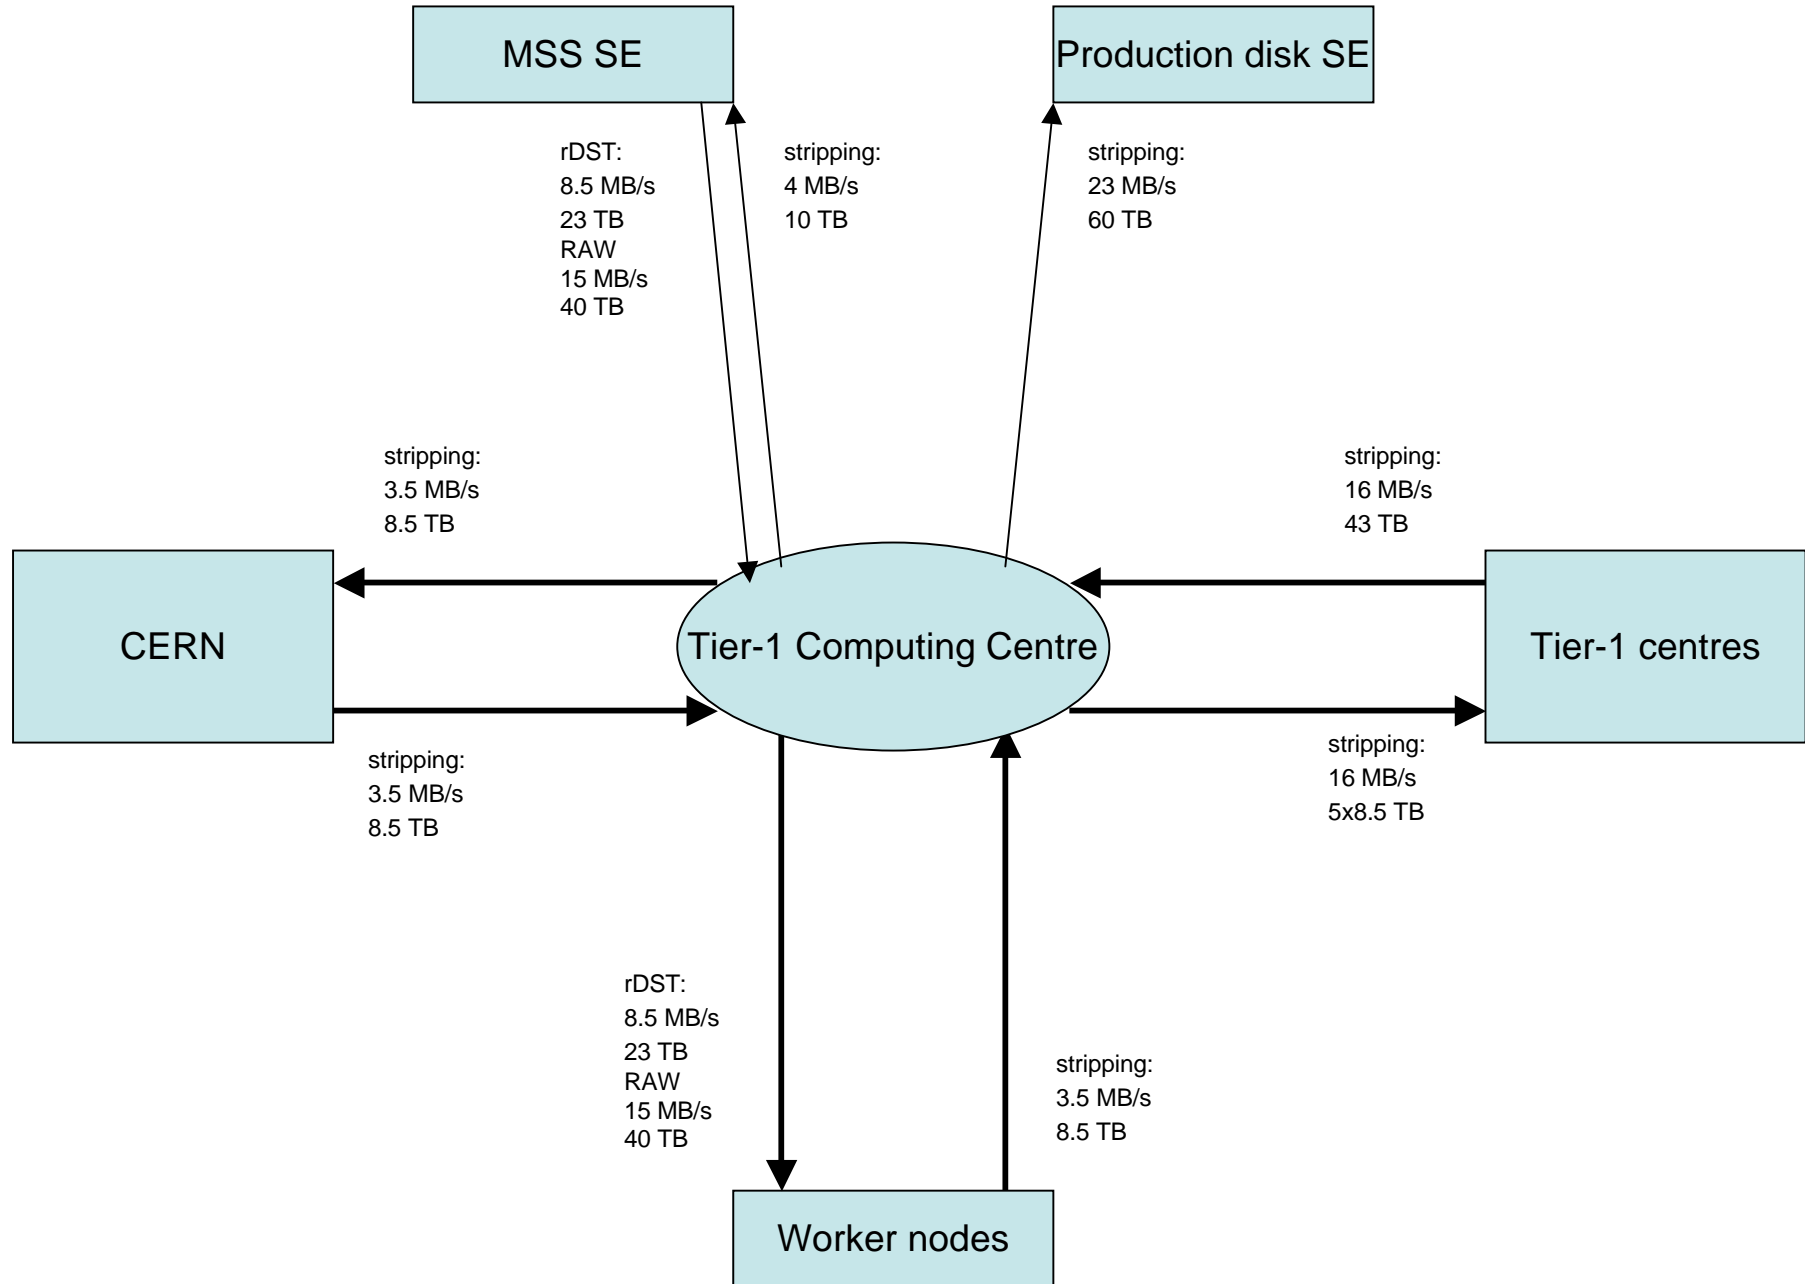 MSS SE
Production disk SE
rDST:
8.5 MB/s
23 TB
RAW
15 MB/s
40 TB
stripping:
4 MB/s
10 TB
stripping:
23 MB/s
60 TB
stripping:
3.5 MB/s
8.5 TB
stripping:
16 MB/s
43 TB
CERN
Tier-1 Computing Centre
Tier-1 centres
stripping:
3.5 MB/s
8.5 TB
stripping:
16 MB/s
5x8.5 TB
rDST:
8.5 MB/s
23 TB
RAW
15 MB/s
40 TB
stripping:
3.5 MB/s
8.5 TB
Worker nodes